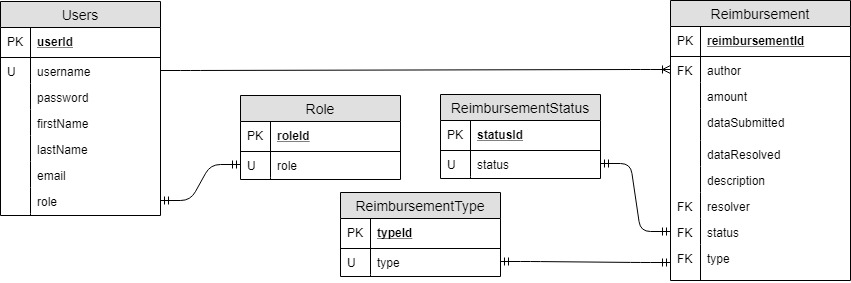 Users
PK userId
U username
password
firstName
lastName
email
role
Role
PK roleId
U role
ReimbursementStatus
PK statusId
U status
ReimbursementType
PK typeId
U type
Reimbursement
PK reimbursementId
FK author
amount
dataSubmitted
dataResolved
description
FK resolver
FK status
FK type